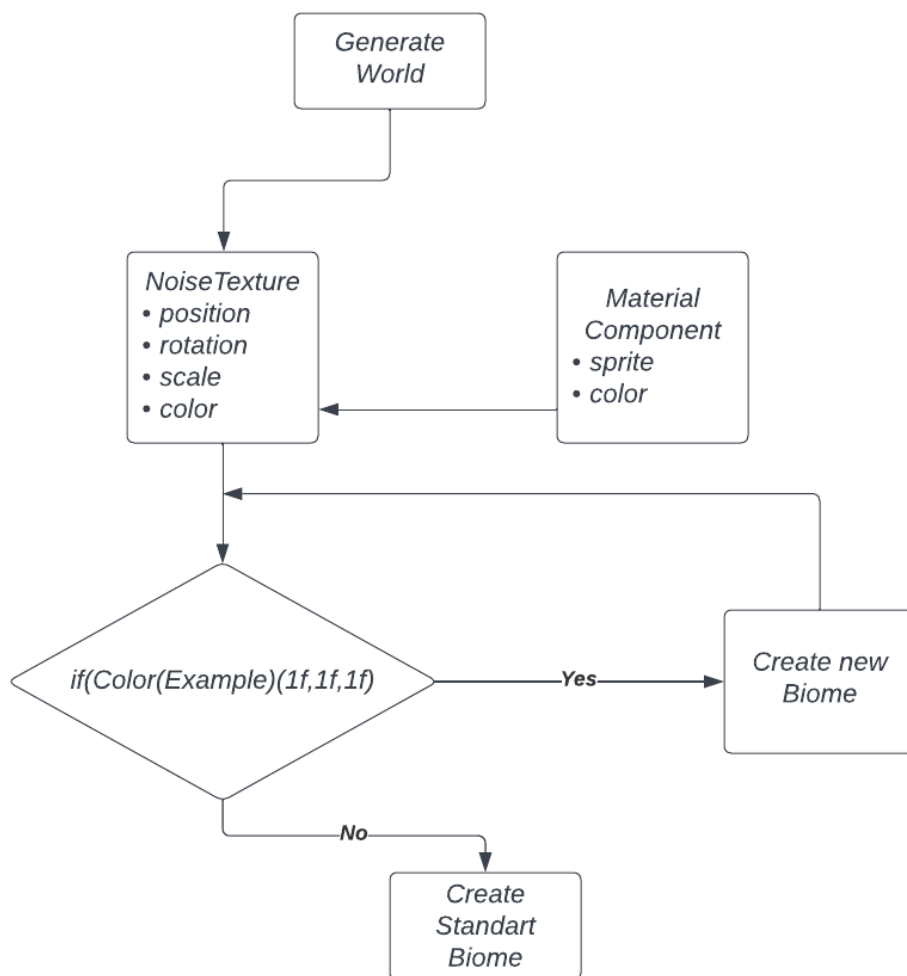 Generate
World
NoiseTexture
• position
• rotation
• scale
• color
Material
Component
• sprite
• color
if(Color(Example)(1f,1f,1f)
Yes
Create new
Biome
No
Create
Standart
Biome